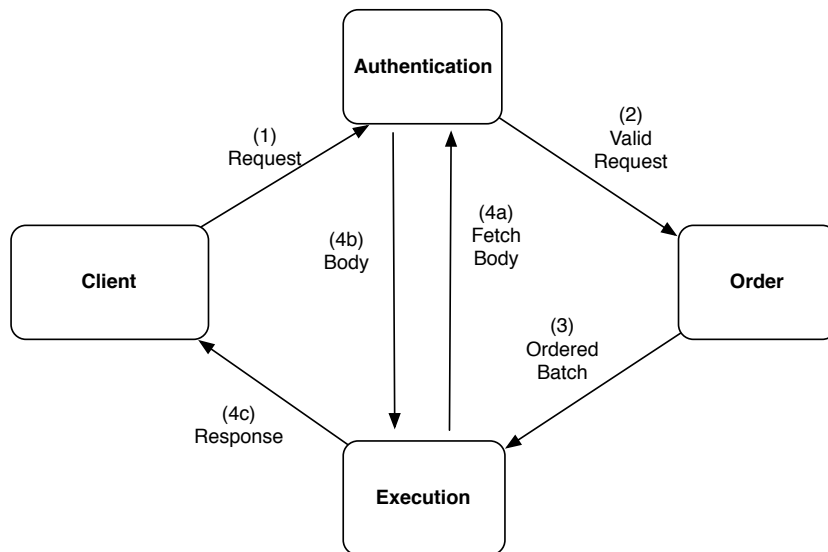 Authentication
(1)
Request
(2)
Valid
Request
(4b)
Body
(4a)
Fetch
Body
Client
Order
(3)
Ordered
Batch
(4c)
Response
Execution